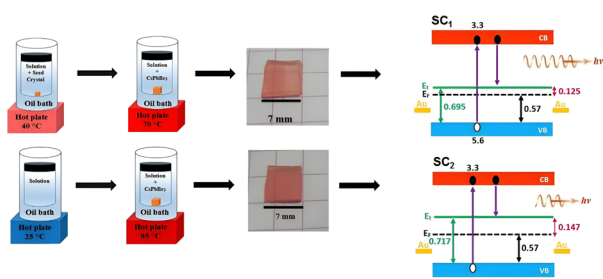 Solution
+ Seed
Crystal
Oil bath
Hot plate
40 °C
Solution
+
CsPbBr₃
Oil bath
Hot plate
70 °C
7 mm
SC₁
3.3
CB
hν
Eₜ
E_F
0.125
Au
0.695
0.57
Au
VB
5.6
Solution
Oil bath
Hot plate
25 °C
Solution
+
CsPbBr₃
Oil bath
Hot plate
85 °C
7 mm
SC₂
3.3
CB
hν
Eₜ
0.147
E_F
Au
0.717
0.57
Au
VB